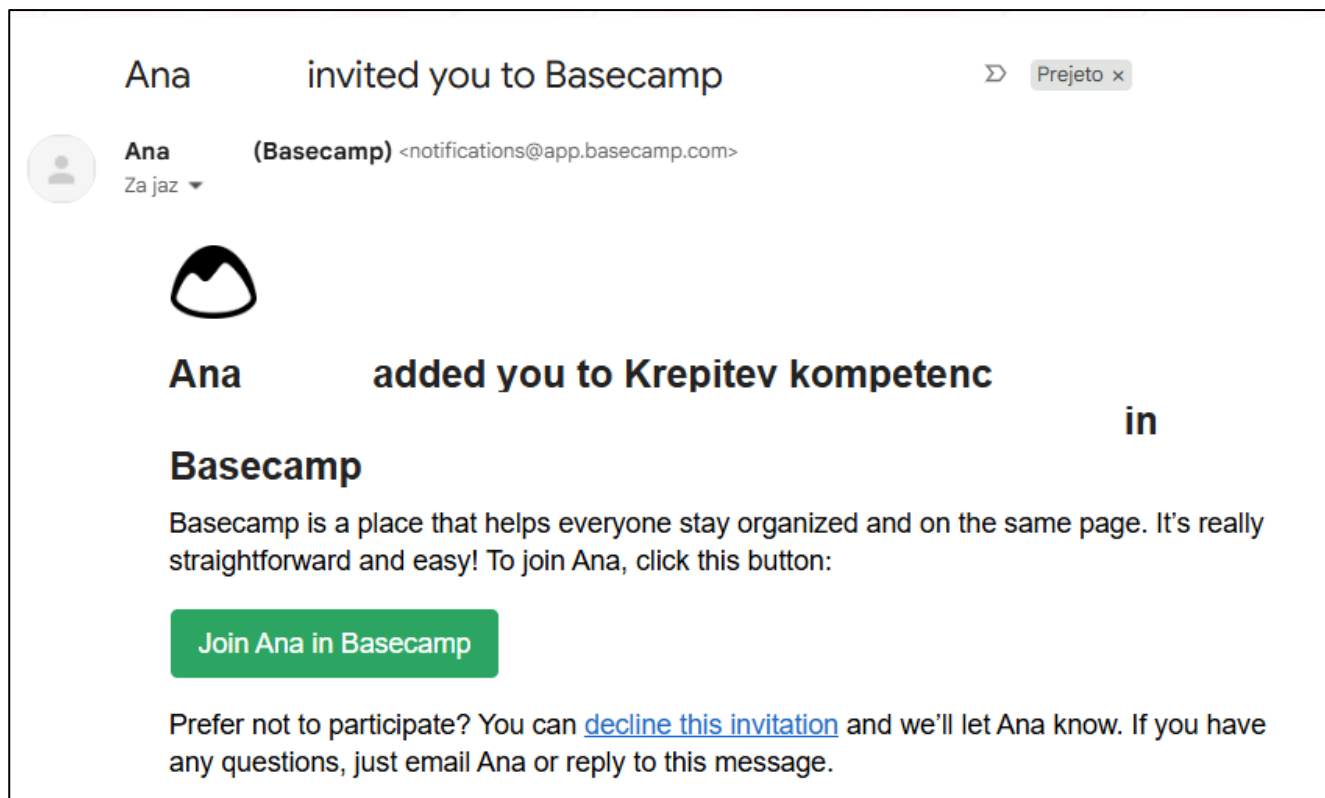 Ana invited you to Basecamp Prejeto ×
Ana (Basecamp) <notifications@app.basecamp.com>
Za jaz
Ana added you to Krepitev kompetenc
in
Basecamp
Basecamp is a place that helps everyone stay organized and on the same page. It’s really
straightforward and easy! To join Ana, click this button:
Join Ana in Basecamp
Prefer not to participate? You can decline this invitation and we’ll let Ana know. If you have
any questions, just email Ana or reply to this message.